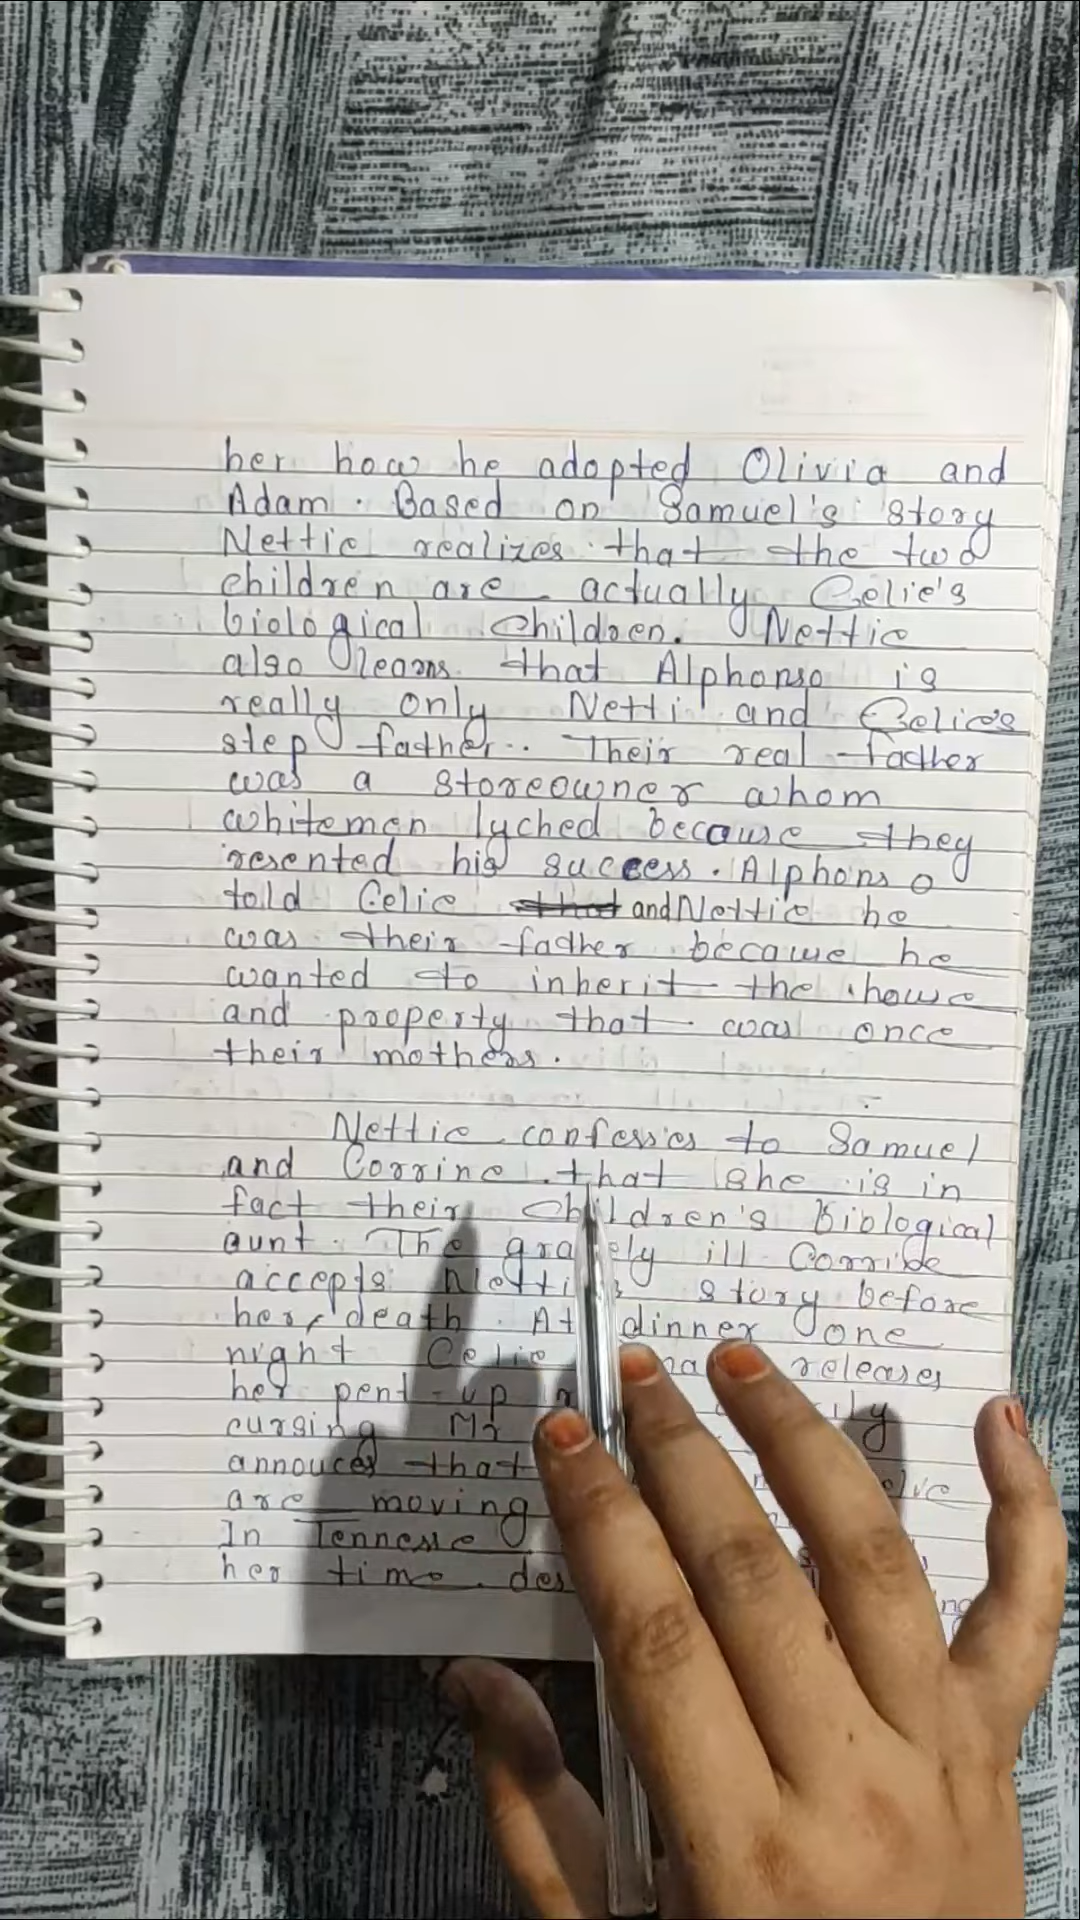 her how he adopted Olivia and
Adam. Based on Samuel's story
Nettie realizes that the two
children are actually Celie's
biological children. Nettie
also learns that Alphonso is
really only Netti and Celie's
step father.. Their real father
was a storeowner whom
whitemen lyched because they
resented his success. Alphonso
told Celie and Nettie he
was their father because he
wanted to inherit the house
and property that was once
their mothers.
Nettie confesses to Samuel
and Corrine that she is in
fact their children's biological
aunt. The gravely ill Corride
accepts story before
her death. At dinner one
night Celie releases
her pent-up
cursing Mr
annouces that
are moving
In Tennesse
her time